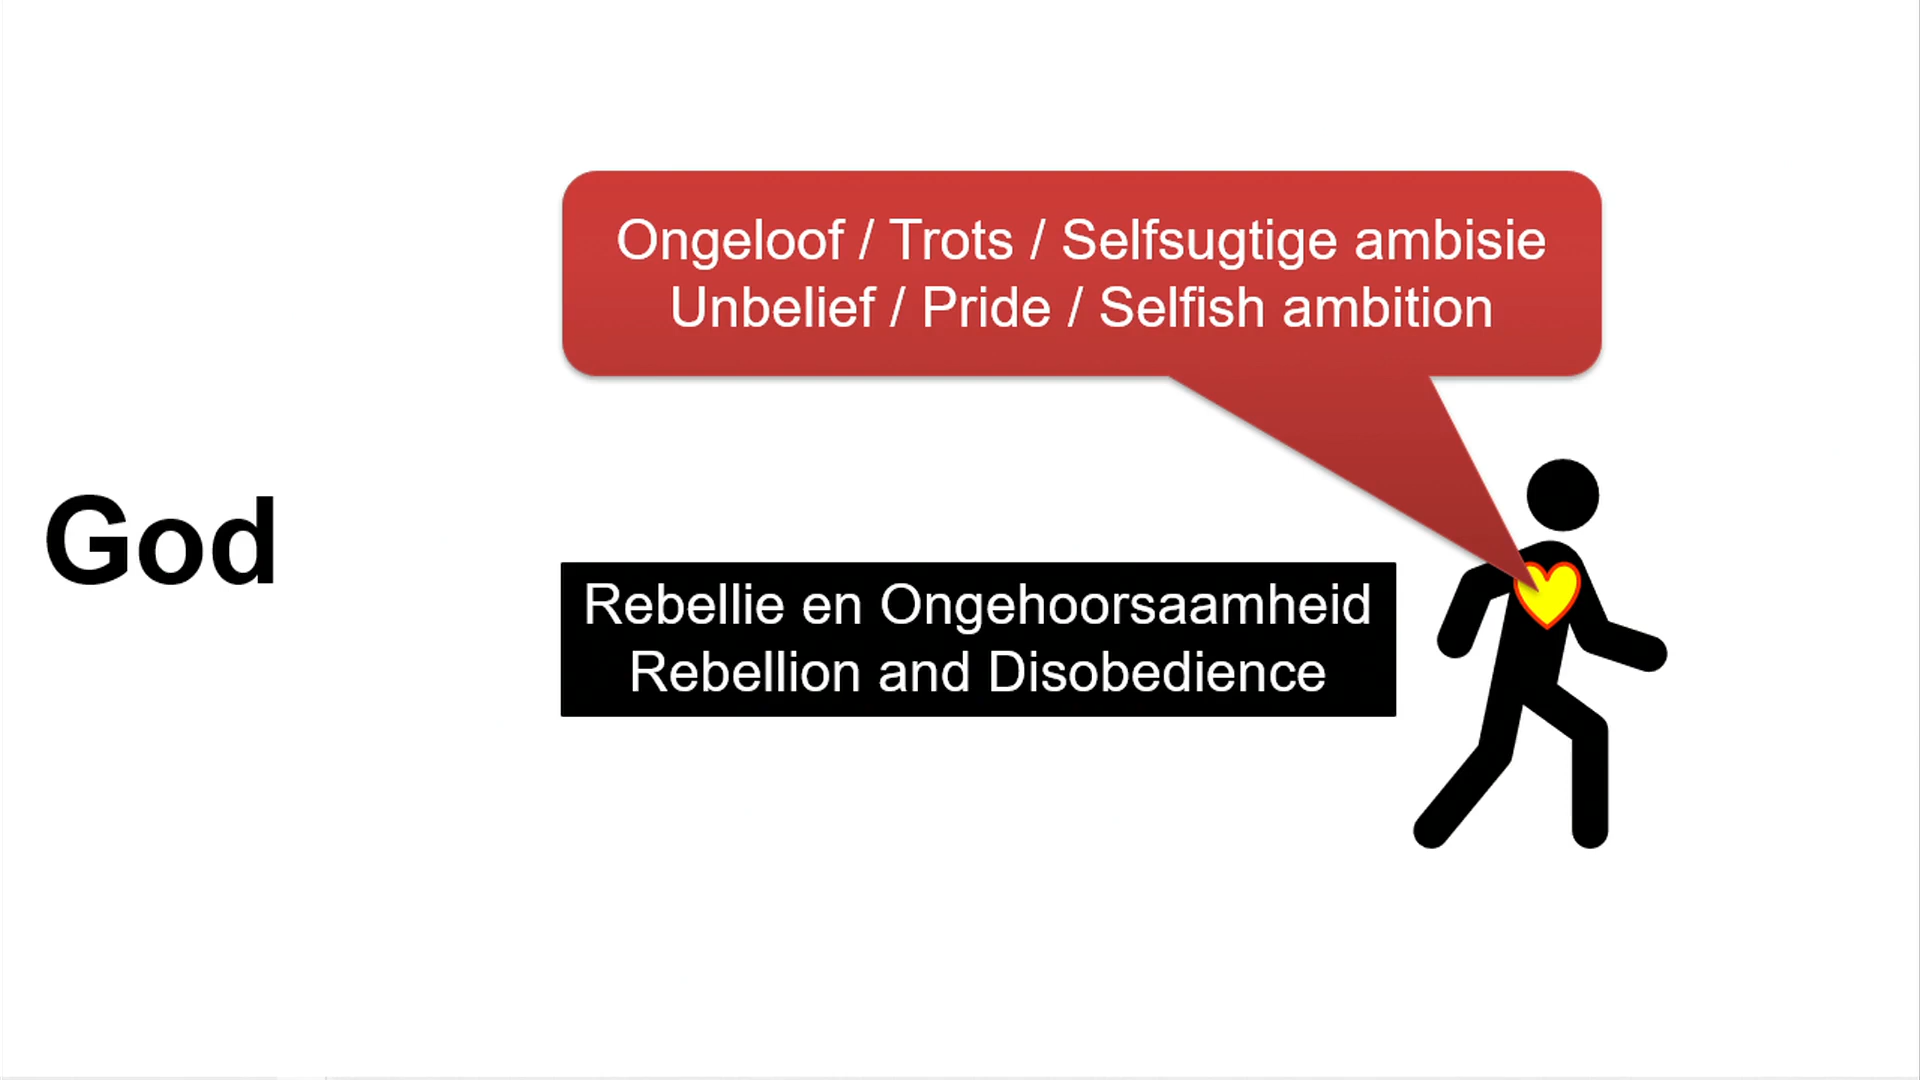 Ongeloof / Trots / Selfsugtige ambisie
Unbelief / Pride / Selfish ambition
God
Rebellie en Ongehoorsaamheid
Rebellion and Disobedience